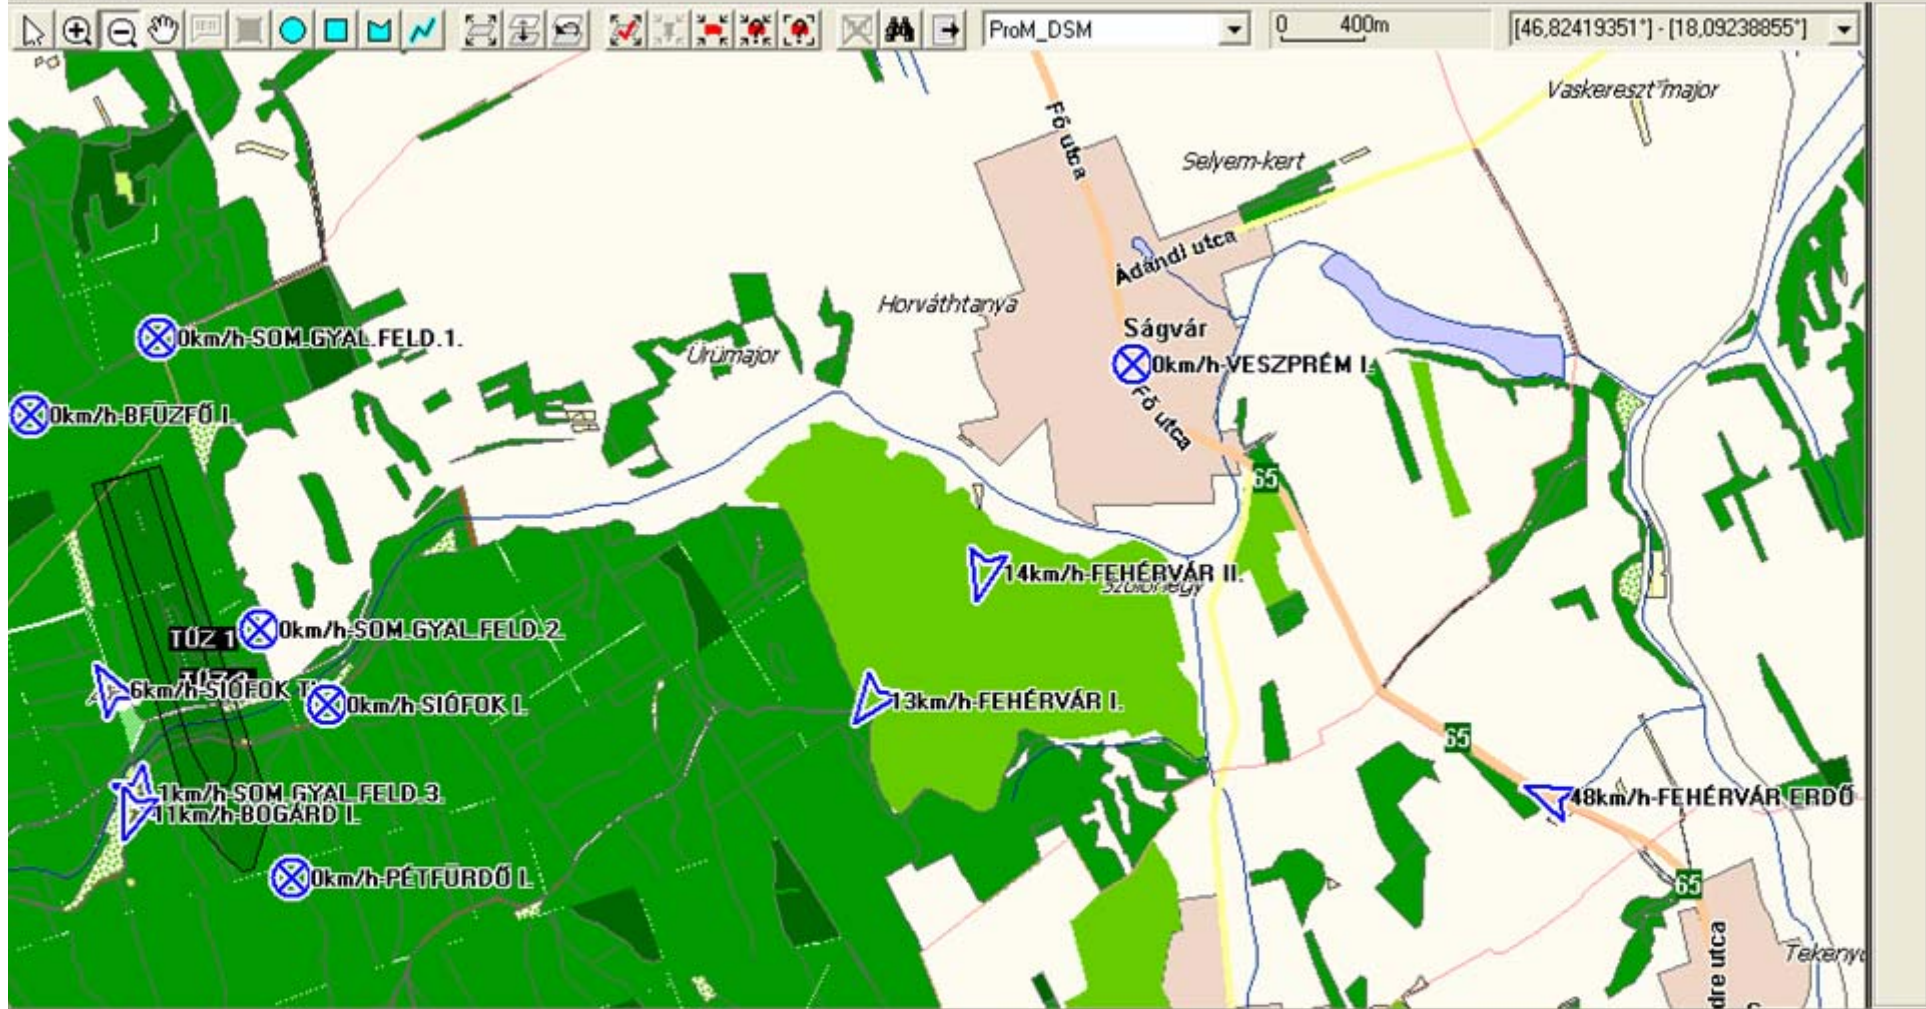 ProM_DSM
0 400m
[46,82419351°] - [18,09238855°]
Vaskereszt"major
Fő utca
Selyem-kert
Ádándi utca
Horváthtanya
Ságvár
0km/h-SOM.GYAL.FELD.1.
Ürümajor
0km/h-VESZPRÉM I.
0km/h-BFÜZFŐ I.
Fő utca
65
14km/h-FEHÉRVÁR II.
TŰZ 1
0km/h-SOM.GYAL.FELD.2.
6km/h-SIÓFOK
0km/h-SIÓFOK I.
13km/h-FEHÉRVÁR I.
65
1km/h-SOM.GYAL.FELD.3.
11km/h-BOGÁRD I.
48km/h-FEHÉRVÁR.ERDŐ
0km/h-PÉTFÜRDŐ I.
65
dre utca